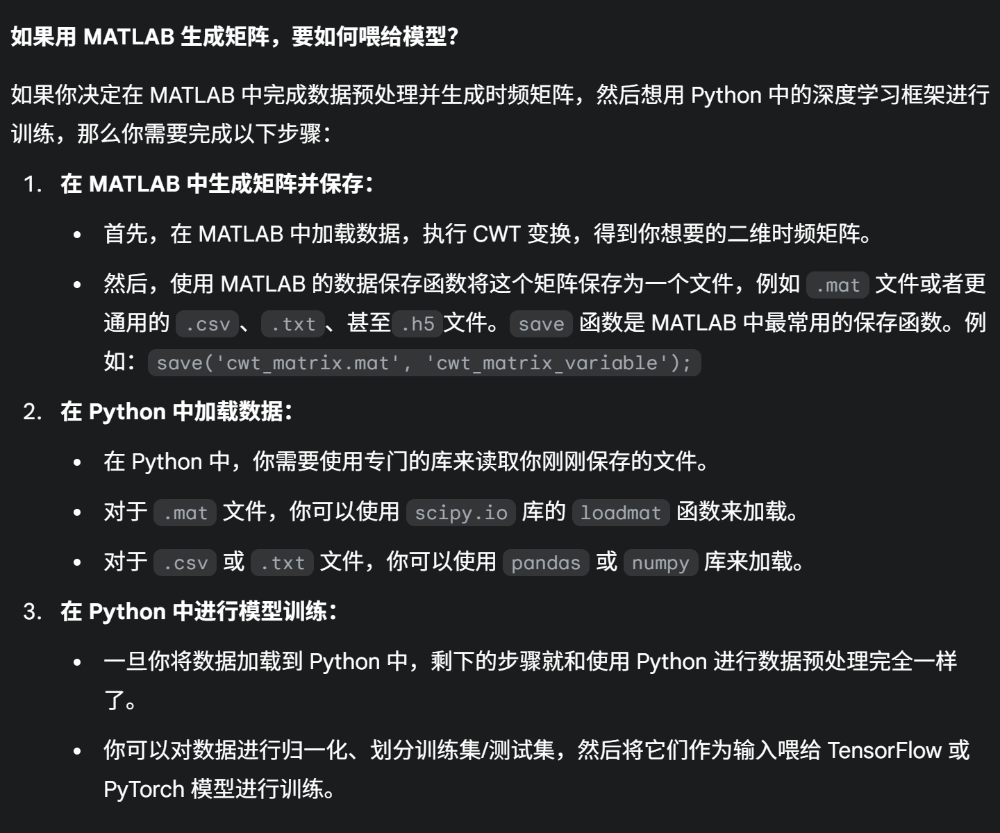 如果用 MATLAB 生成矩阵，要如何喂给模型？
如果你决定在 MATLAB 中完成数据预处理并生成时频矩阵，然后想用 Python 中的深度学习框架进行
训练，那么你需要完成以下步骤：
1. 在 MATLAB 中生成矩阵并保存：
• 首先，在 MATLAB 中加载数据，执行 CWT 变换，得到你想要的二维时频矩阵。
• 然后，使用 MATLAB 的数据保存函数将这个矩阵保存为一个文件，例如 .mat 文件或者更
通用的 .csv、.txt、甚至.h5文件。save 函数是 MATLAB 中最常用的保存函数。例
如：save('cwt_matrix.mat', 'cwt_matrix_variable');
2. 在 Python 中加载数据：
• 在 Python 中，你需要使用专门的库来读取你刚刚保存的文件。
• 对于 .mat 文件，你可以使用 scipy.io 库的 loadmat 函数来加载。
• 对于 .csv 或 .txt 文件，你可以使用 pandas 或 numpy 库来加载。
3. 在 Python 中进行模型训练：
• 一旦你将数据加载到 Python 中，剩下的步骤就和使用 Python 进行数据预处理完全一样
了。
• 你可以对数据进行归一化、划分训练集/测试集，然后将它们作为输入喂给 TensorFlow 或
PyTorch 模型进行训练。